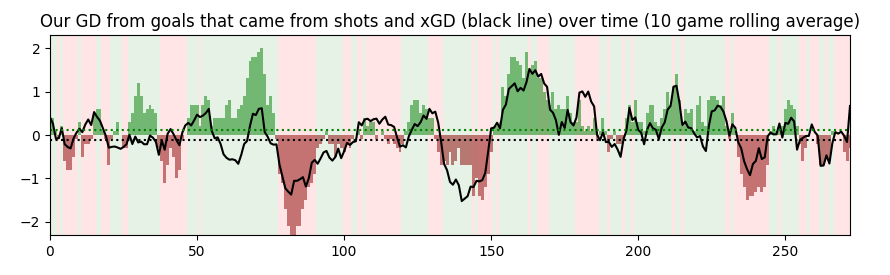 Our GD from goals that came from shots and xGD (black line) over time (10 game rolling average)
2
1
0
−1
−2
0 50 100 150 200 250